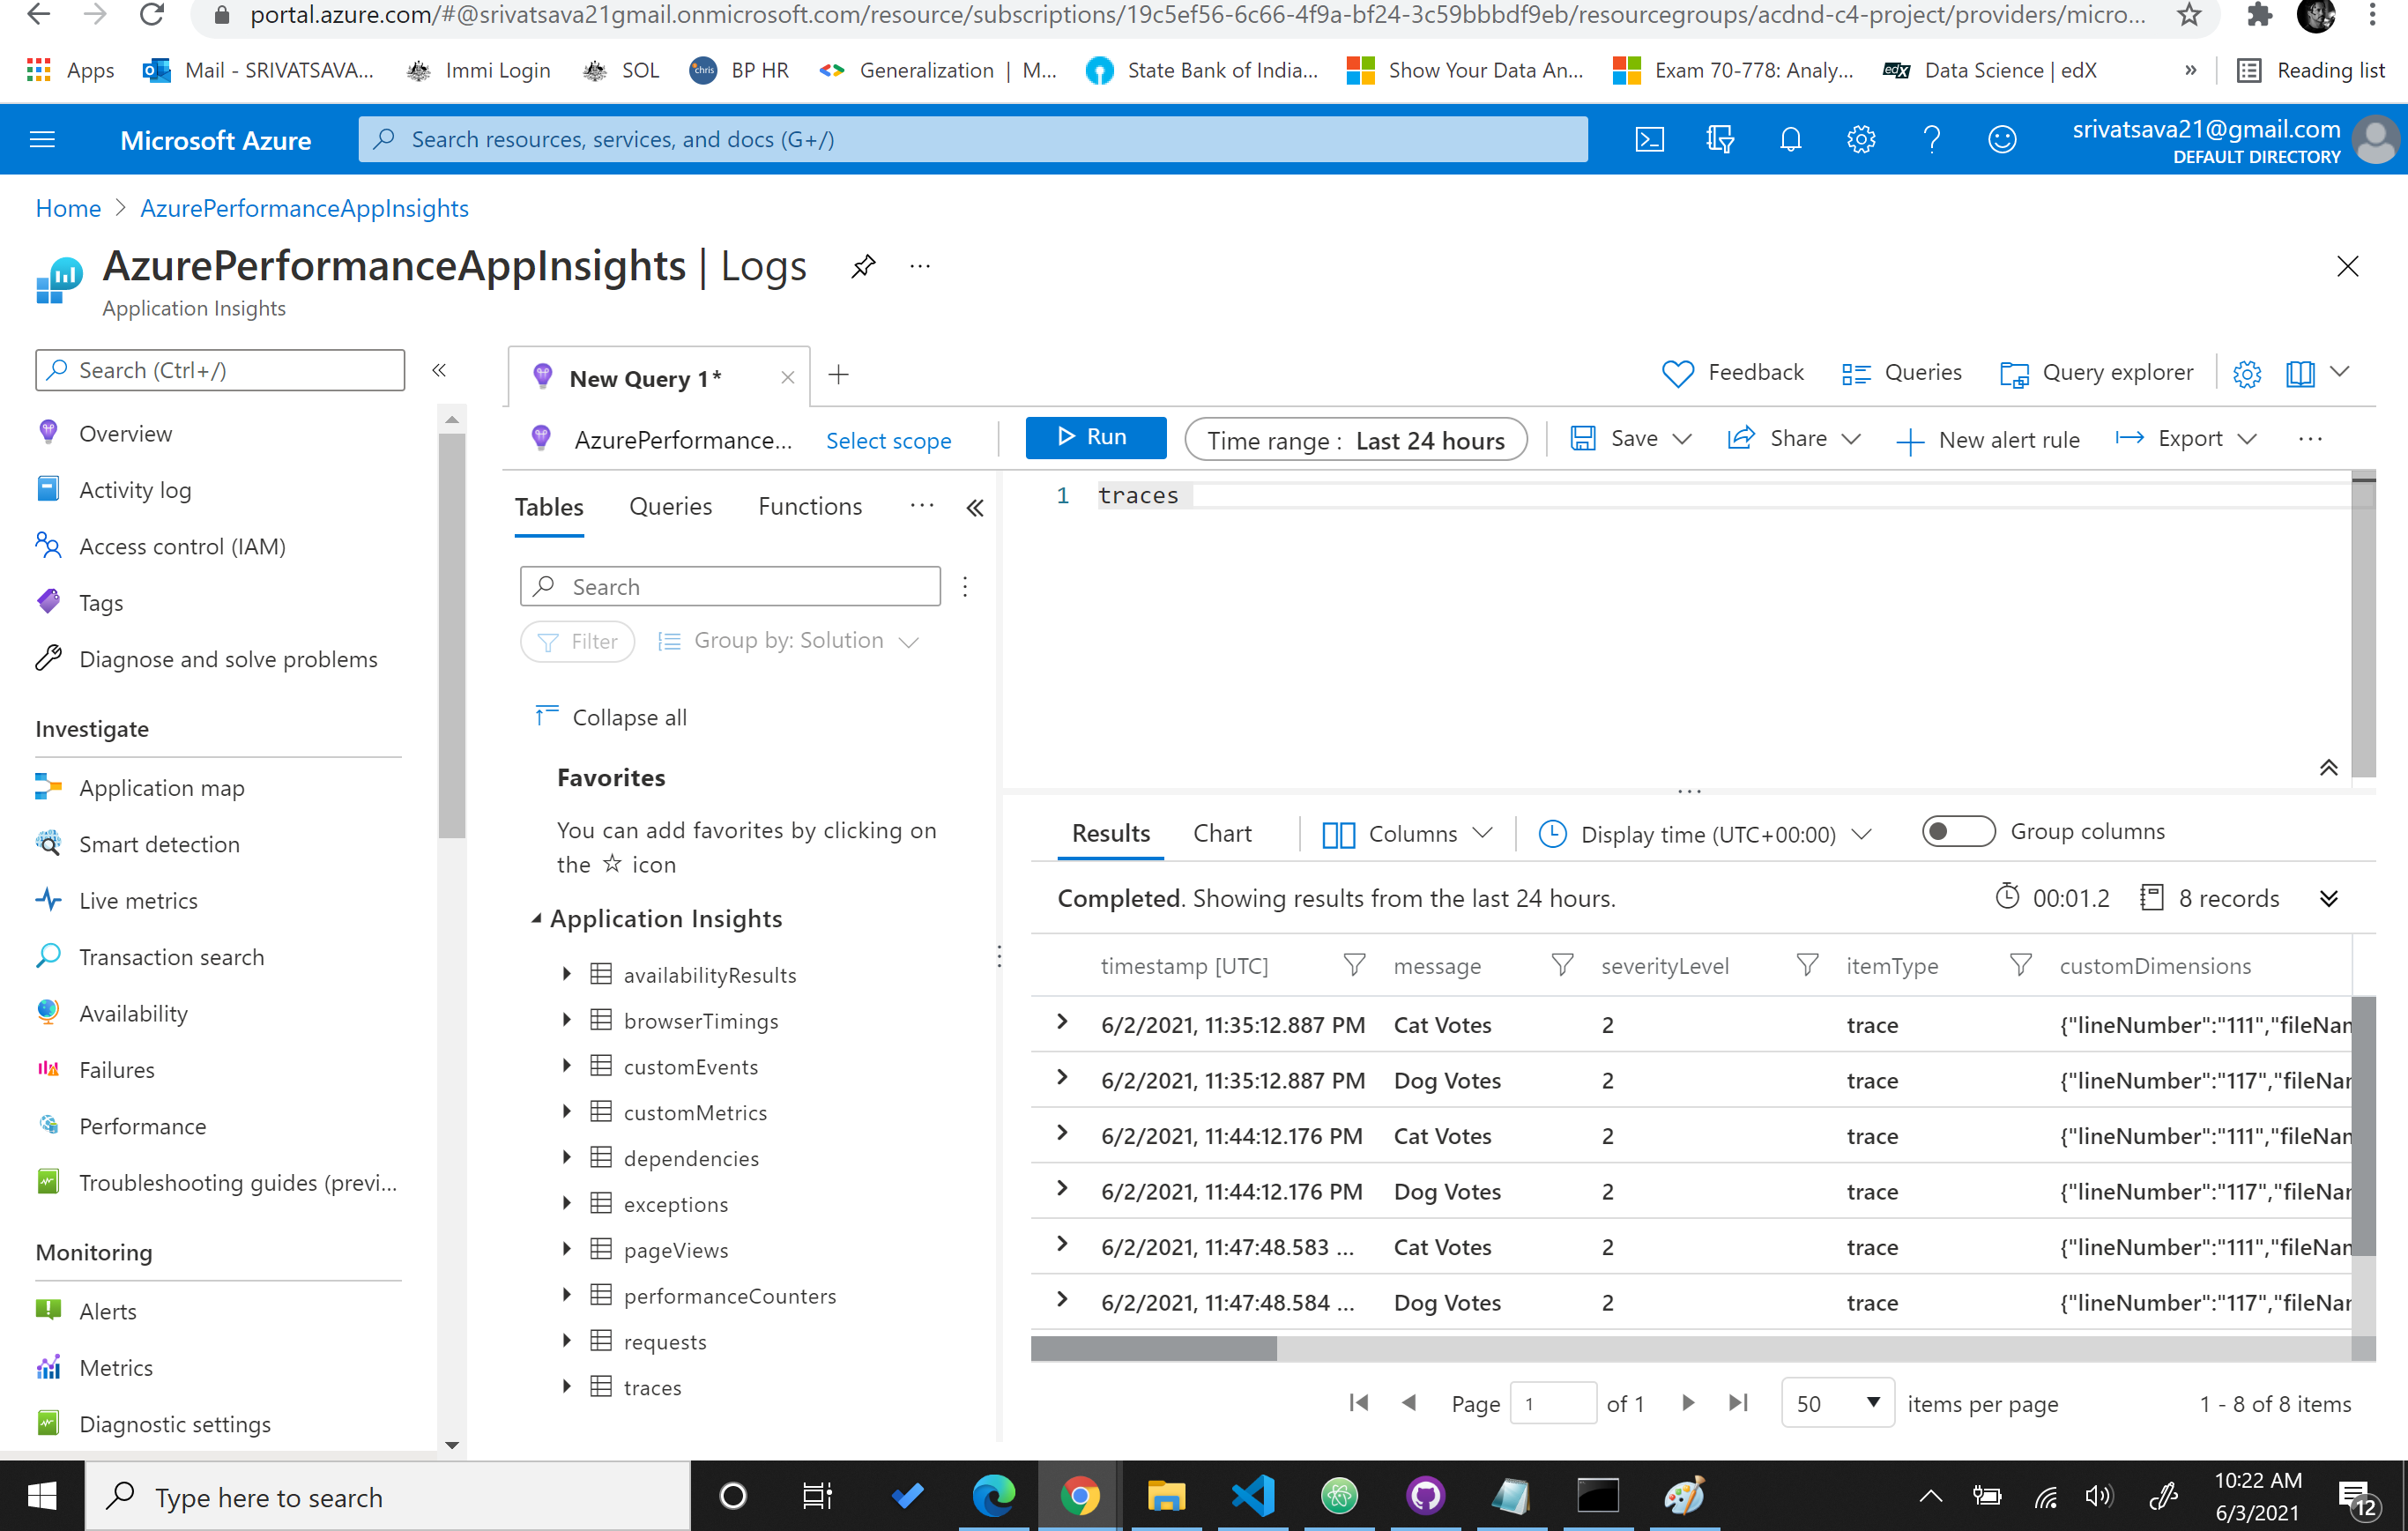 portal.azure.com/#@srivatsava21gmail.onmicrosoft.com/resource/subscriptions/19c5ef56-6c66-4f9a-bf24-3c59bbbdf9eb/resourcegroups/acdnd-c4-project/providers/micro...
Apps Mail - SRIVATSAVA... Immi Login SOL chris BP HR Generalization | M... State Bank of India... Show Your Data An... Exam 70-778: Analy... edX Data Science | edX » Reading list
Microsoft Azure Search resources, services, and docs (G+/) srivatsava21@gmail.com
DEFAULT DIRECTORY
Home > AzurePerformanceAppInsights
AzurePerformanceAppInsights | Logs ...
Application Insights
Search (Ctrl+/) «
Overview
Activity log
Access control (IAM)
Tags
Diagnose and solve problems
Investigate
Application map
Smart detection
Live metrics
Transaction search
Availability
Failures
Performance
Troubleshooting guides (previ...
Monitoring
Alerts
Metrics
Diagnostic settings
New Query 1* Feedback Queries Query explorer
AzurePerformance... Select scope Run Time range : Last 24 hours Save Share New alert rule Export ...
Tables Queries Functions ... «
Search
Filter Group by: Solution
Collapse all
Favorites
You can add favorites by clicking on
the ☆ icon
Application Insights
availabilityResults
browserTimings
customEvents
customMetrics
dependencies
exceptions
pageViews
performanceCounters
requests
traces
1 traces
Results Chart Columns Display time (UTC+00:00) Group columns
Completed. Showing results from the last 24 hours. 00:01.2 8 records
timestamp [UTC] message severityLevel itemType customDimensions
6/2/2021, 11:35:12.887 PM Cat Votes 2 trace {"lineNumber":"111","fileNan
6/2/2021, 11:35:12.887 PM Dog Votes 2 trace {"lineNumber":"117","fileNan
6/2/2021, 11:44:12.176 PM Cat Votes 2 trace {"lineNumber":"111","fileNan
6/2/2021, 11:44:12.176 PM Dog Votes 2 trace {"lineNumber":"117","fileNan
6/2/2021, 11:47:48.583 ... Cat Votes 2 trace {"lineNumber":"111","fileNan
6/2/2021, 11:47:48.584 ... Dog Votes 2 trace {"lineNumber":"117","fileNan
Page 1 of 1 50 items per page 1 - 8 of 8 items
Type here to search 10:22 AM
6/3/2021 12